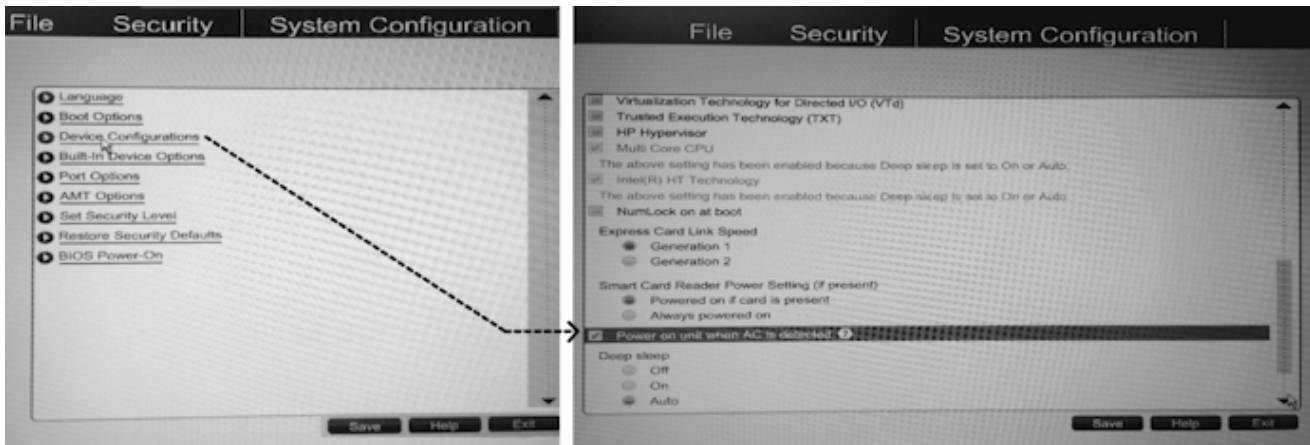 File Security System Configuration
Language
Boot Options
Device Configurations
Built-In Device Options
Port Options
AMT Options
Set Security Level
Restore Security Defaults
BIOS Power-On
Save Help Exit
File Security System Configuration
Virtualization Technology for Directed I/O (VTd)
Trusted Execution Technology (TXT)
HP Hypervisor
Multi Core CPU
The above setting has been enabled because Deep sleep is set to On or Auto.
Intel(R) HT Technology
The above setting has been enabled because Deep sleep is set to On or Auto.
NumLock on at boot
Express Card Link Speed
Generation 1
Generation 2
Smart Card Reader Power Setting (if present)
Powered on if card is present
Always powered on
Power on unit when AC is detected ?
Deep sleep
Off
On
Auto
Save Help Exit